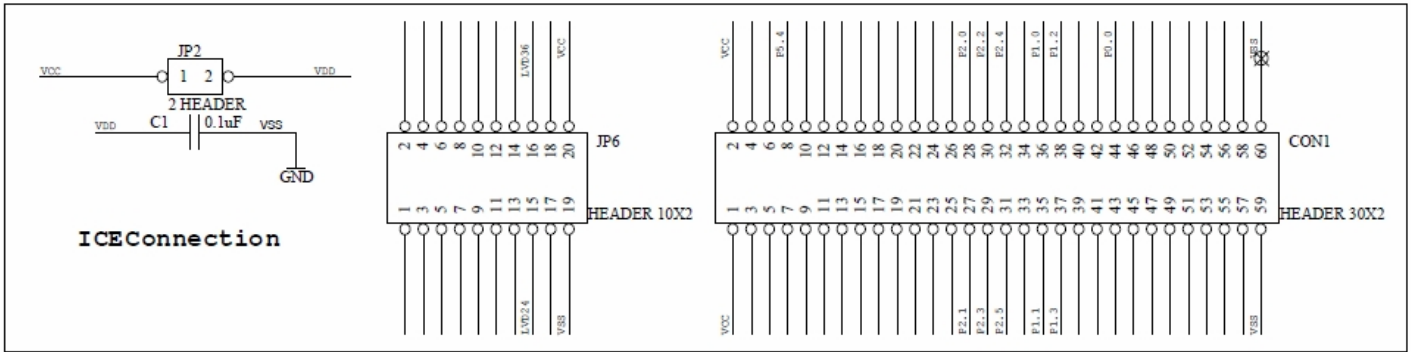 JP2
VCC 1 2 VDD
2 HEADER
VDD C1 0.1uF VSS
GND
ICEConnection
LVD36 VCC
2 4 6 8 10 12 14 16 18 20
JP6
1 3 5 7 9 11 13 15 17 19
HEADER 10X2
LVD24 VSS
VCC P5.4 P2.0 P2.2 P2.4 P1.0 P1.2 P0.0 VSS
2 4 6 8 10 12 14 16 18 20 22 24 26 28 30 32 34 36 38 40 42 44 46 48 50 52 54 56 58 60
CON1
1 3 5 7 9 11 13 15 17 19 21 23 25 27 29 31 33 35 37 39 41 43 45 47 49 51 53 55 57 59
HEADER 30X2
VCC P2.1 P2.3 P2.5 P1.1 P1.3 VSS